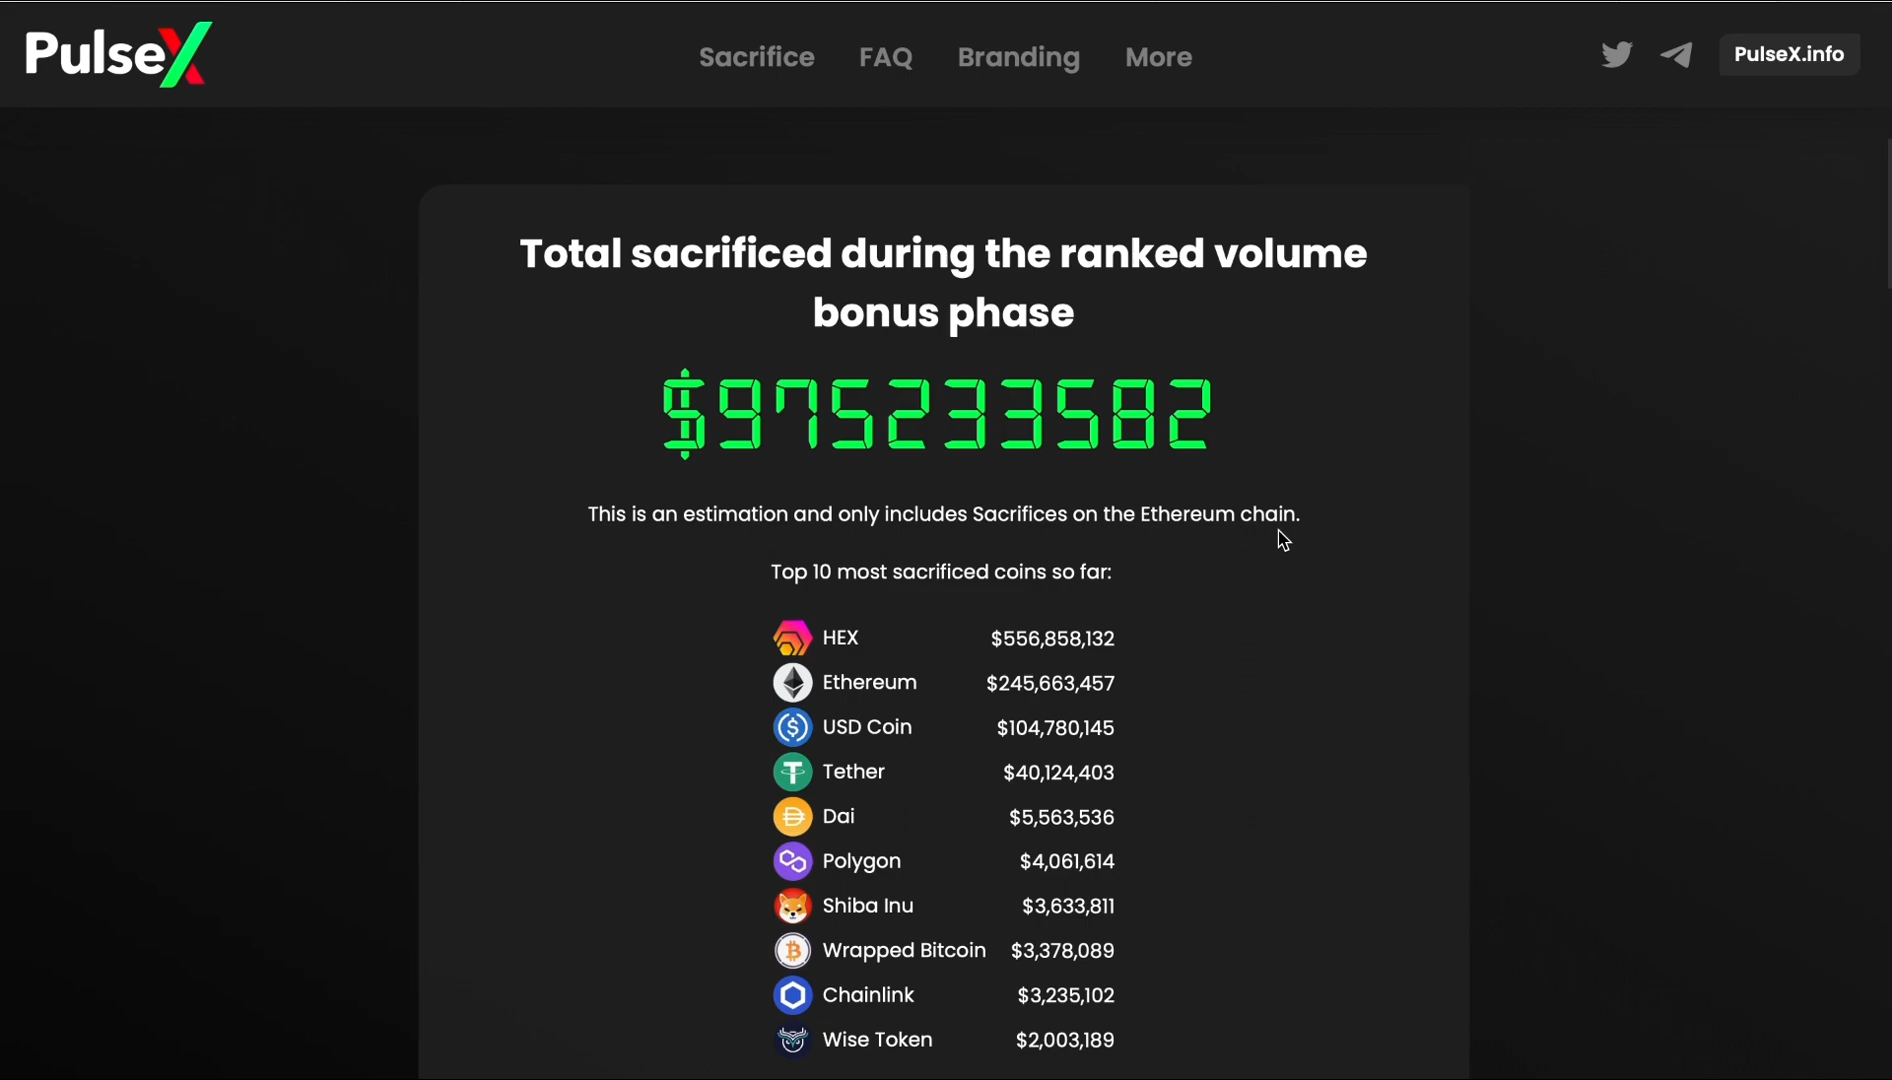 PulseX
Sacrifice FAQ Branding More
PulseX.info
Total sacrificed during the ranked volume
bonus phase
$975233582
This is an estimation and only includes Sacrifices on the Ethereum chain.
Top 10 most sacrificed coins so far:
HEX $556,858,132
Ethereum $245,663,457
USD Coin $104,780,145
Tether $40,124,403
Dai $5,563,536
Polygon $4,061,614
Shiba Inu $3,633,811
Wrapped Bitcoin $3,378,089
Chainlink $3,235,102
Wise Token $2,003,189